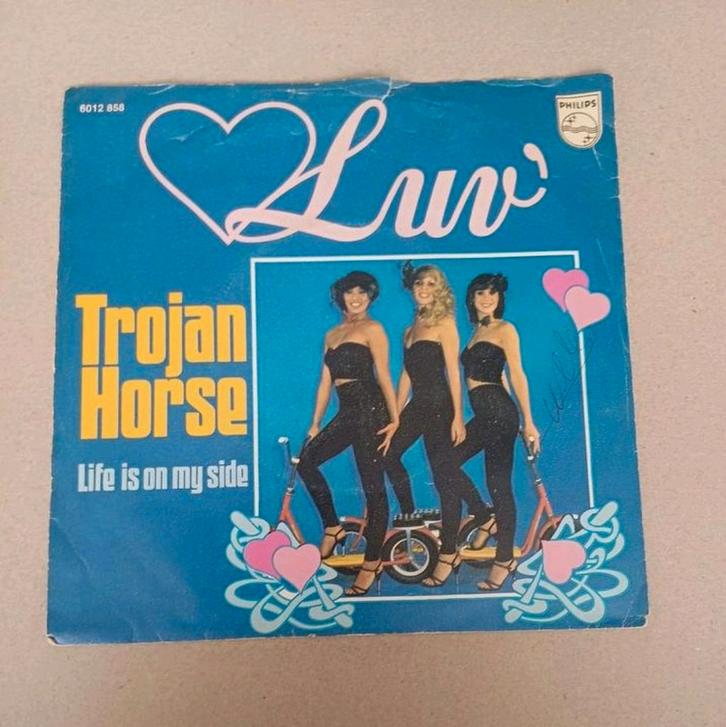 6012 858
PHILIPS
Luv'
Trojan
Horse
Life is on my side